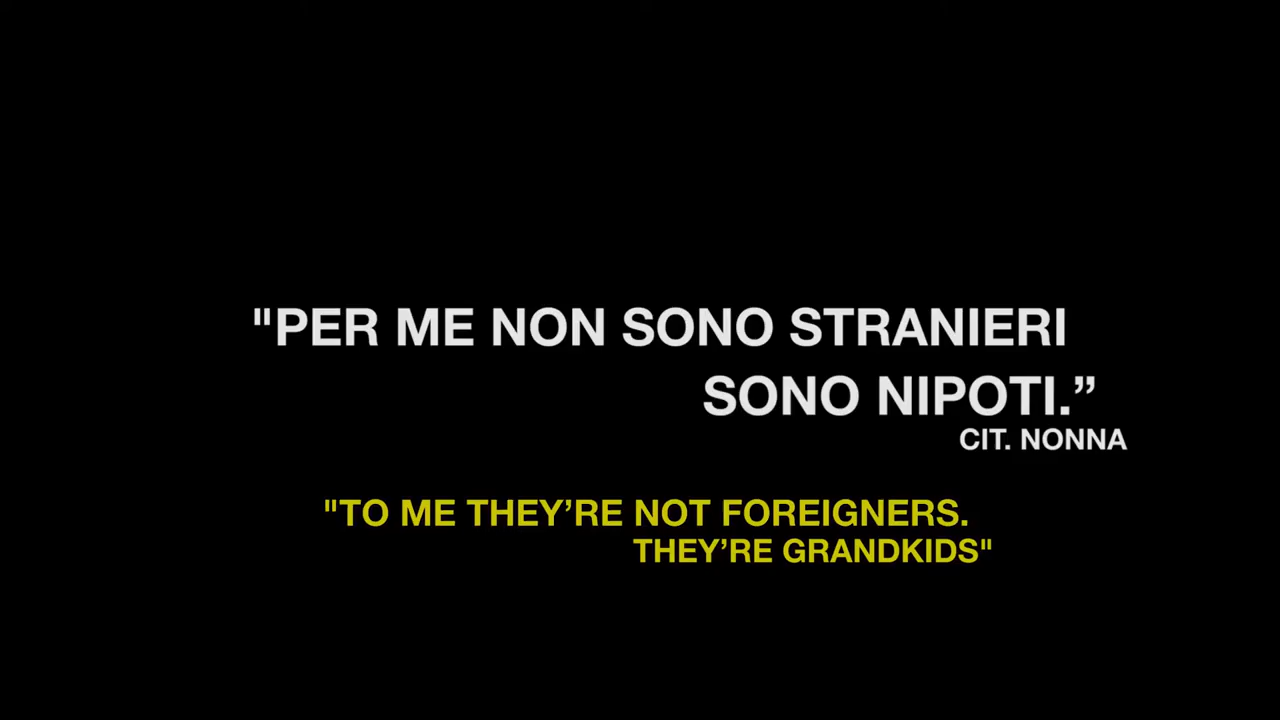 "PER ME NON SONO STRANIERI
SONO NIPOTI.”
CIT. NONNA
"TO ME THEY’RE NOT FOREIGNERS.
THEY’RE GRANDKIDS"